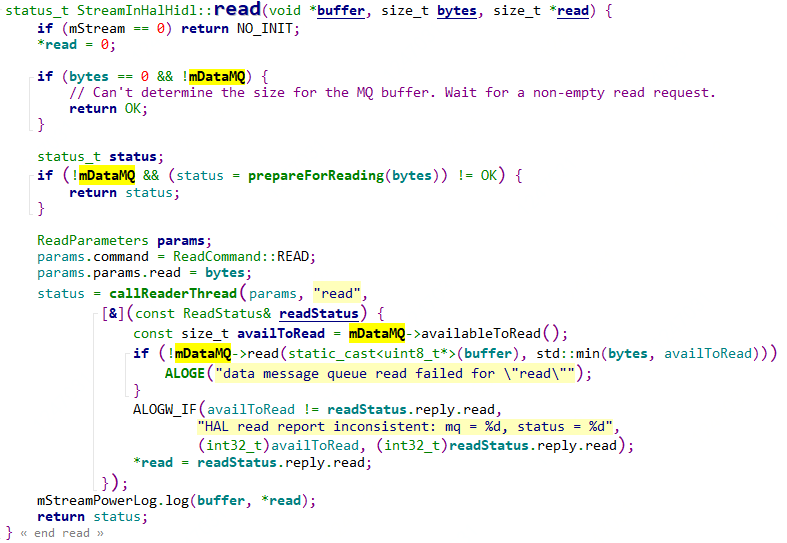 status_t StreamInHalHidl::read(void *buffer, size_t bytes, size_t *read) {
    if (mStream == 0) return NO_INIT;
    *read = 0;

    if (bytes == 0 && !mDataMQ) {
        // Can't determine the size for the MQ buffer. Wait for a non-empty read request.
        return OK;
    }

    status_t status;
    if (!mDataMQ && (status = prepareForReading(bytes)) != OK) {
        return status;
    }

    ReadParameters params;
    params.command = ReadCommand::READ;
    params.params.read = bytes;
    status = callReaderThread(params, "read",
            [&](const ReadStatus& readStatus) {
                const size_t availToRead = mDataMQ->availableToRead();
                if (!mDataMQ->read(static_cast<uint8_t*>(buffer), std::min(bytes, availToRead)))
                    ALOGE("data message queue read failed for \"read\"");
                }
                ALOGW_IF(availToRead != readStatus.reply.read,
                        "HAL read report inconsistent: mq = %d, status = %d",
                        (int32_t)availToRead, (int32_t)readStatus.reply.read);
                *read = readStatus.reply.read;
            });
    mStreamPowerLog.log(buffer, *read);
    return status;
} « end read »